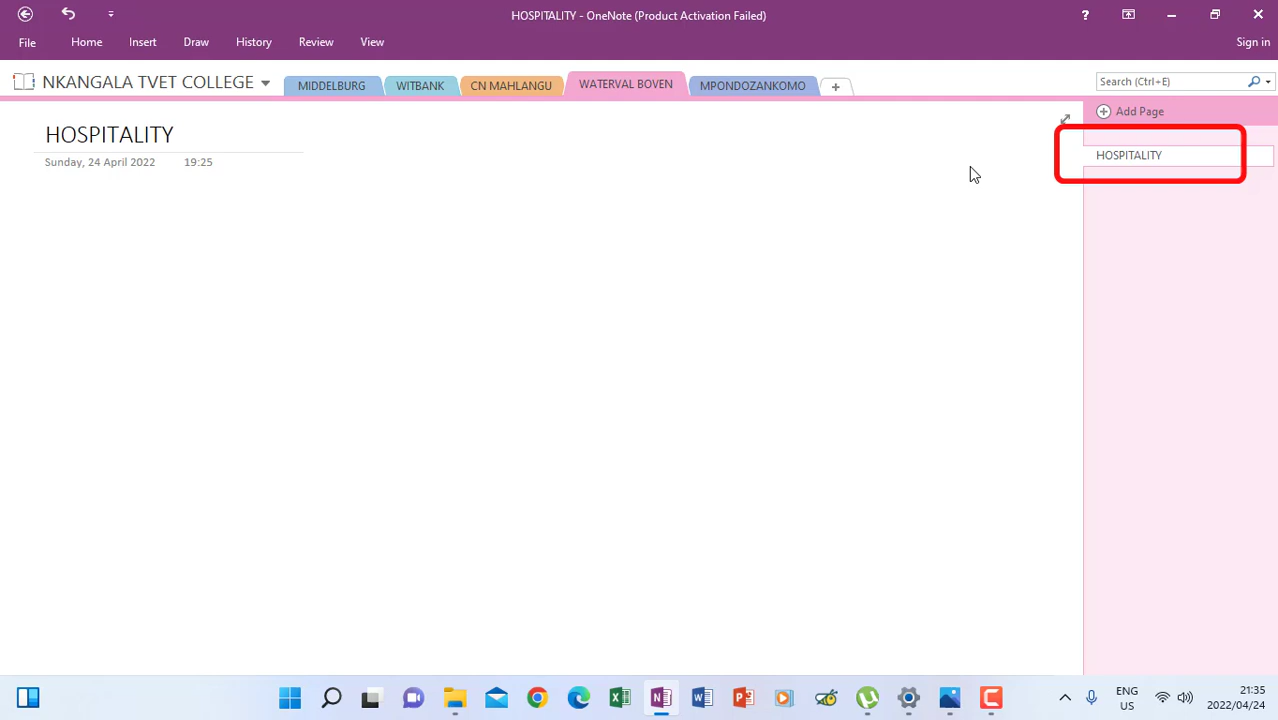 HOSPITALITY - OneNote (Product Activation Failed)
?
File Home Insert Draw History Review View Sign in
NKANGALA TVET COLLEGE MIDDELBURG WITBANK CN MAHLANGU WATERVAL BOVEN MPONDOZANKOMO + Search (Ctrl+E)
Add Page
HOSPITALITY
Sunday, 24 April 2022 19:25
HOSPITALITY
ENG
US
21:35
2022/04/24